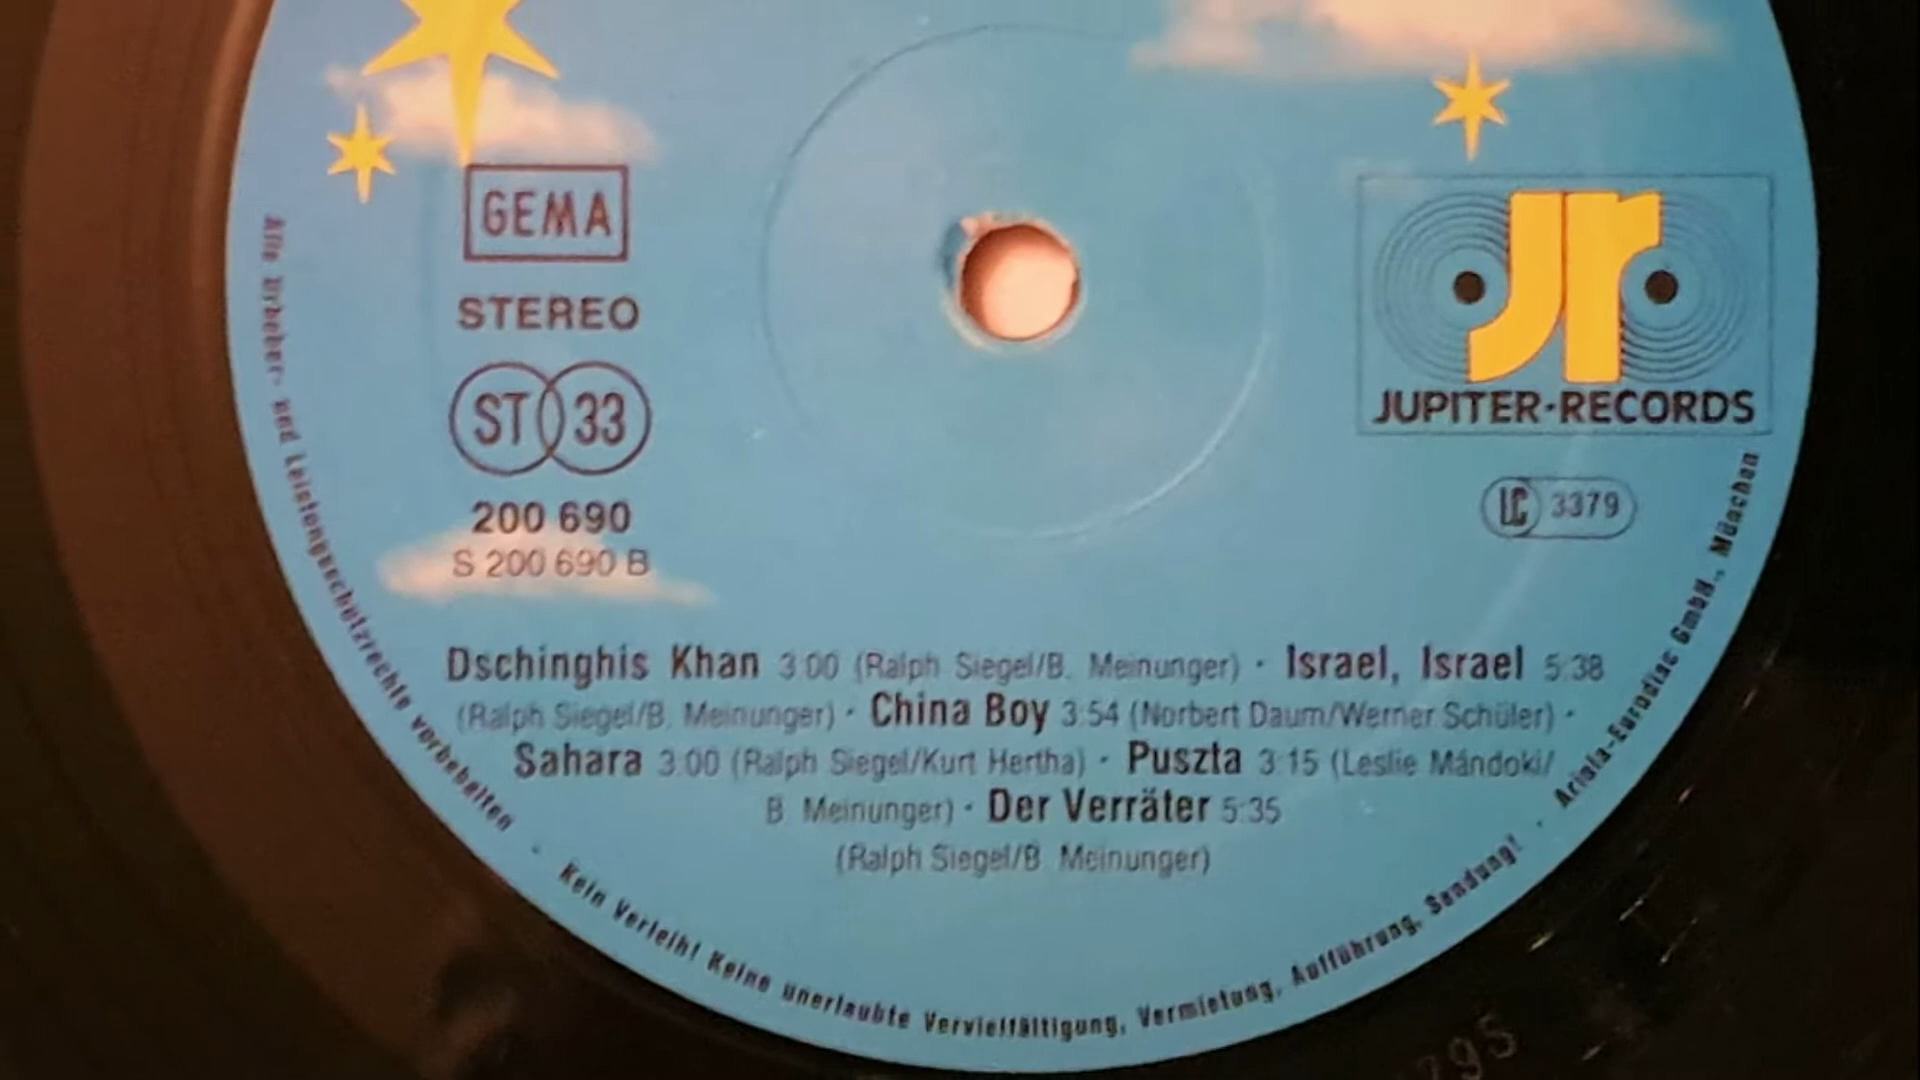 GEMA
STEREO
ST 33
200 690
S 200 690 B
JUPITER-RECORDS
LC 3379
Dschinghis Khan 3:00 (Ralph Siegel/B. Meinunger) · Israel, Israel 5:38
(Ralph Siegel/B. Meinunger) · China Boy 3:54 (Norbert Daum/Werner Schüler) ·
Sahara 3:00 (Ralph Siegel/Kurt Hertha) · Puszta 3:15 (Leslie Mándoki/
B. Meinunger) · Der Verräter 5:35
(Ralph Siegel/B. Meinunger)
Alle Urheber- und Leistungsschutzrechte vorbehalten · Kein Verleih! Keine unerlaubte Vervielfältigung, Vermietung, Aufführung, Sendung! · Ariola-Eurodisc GmbH., München